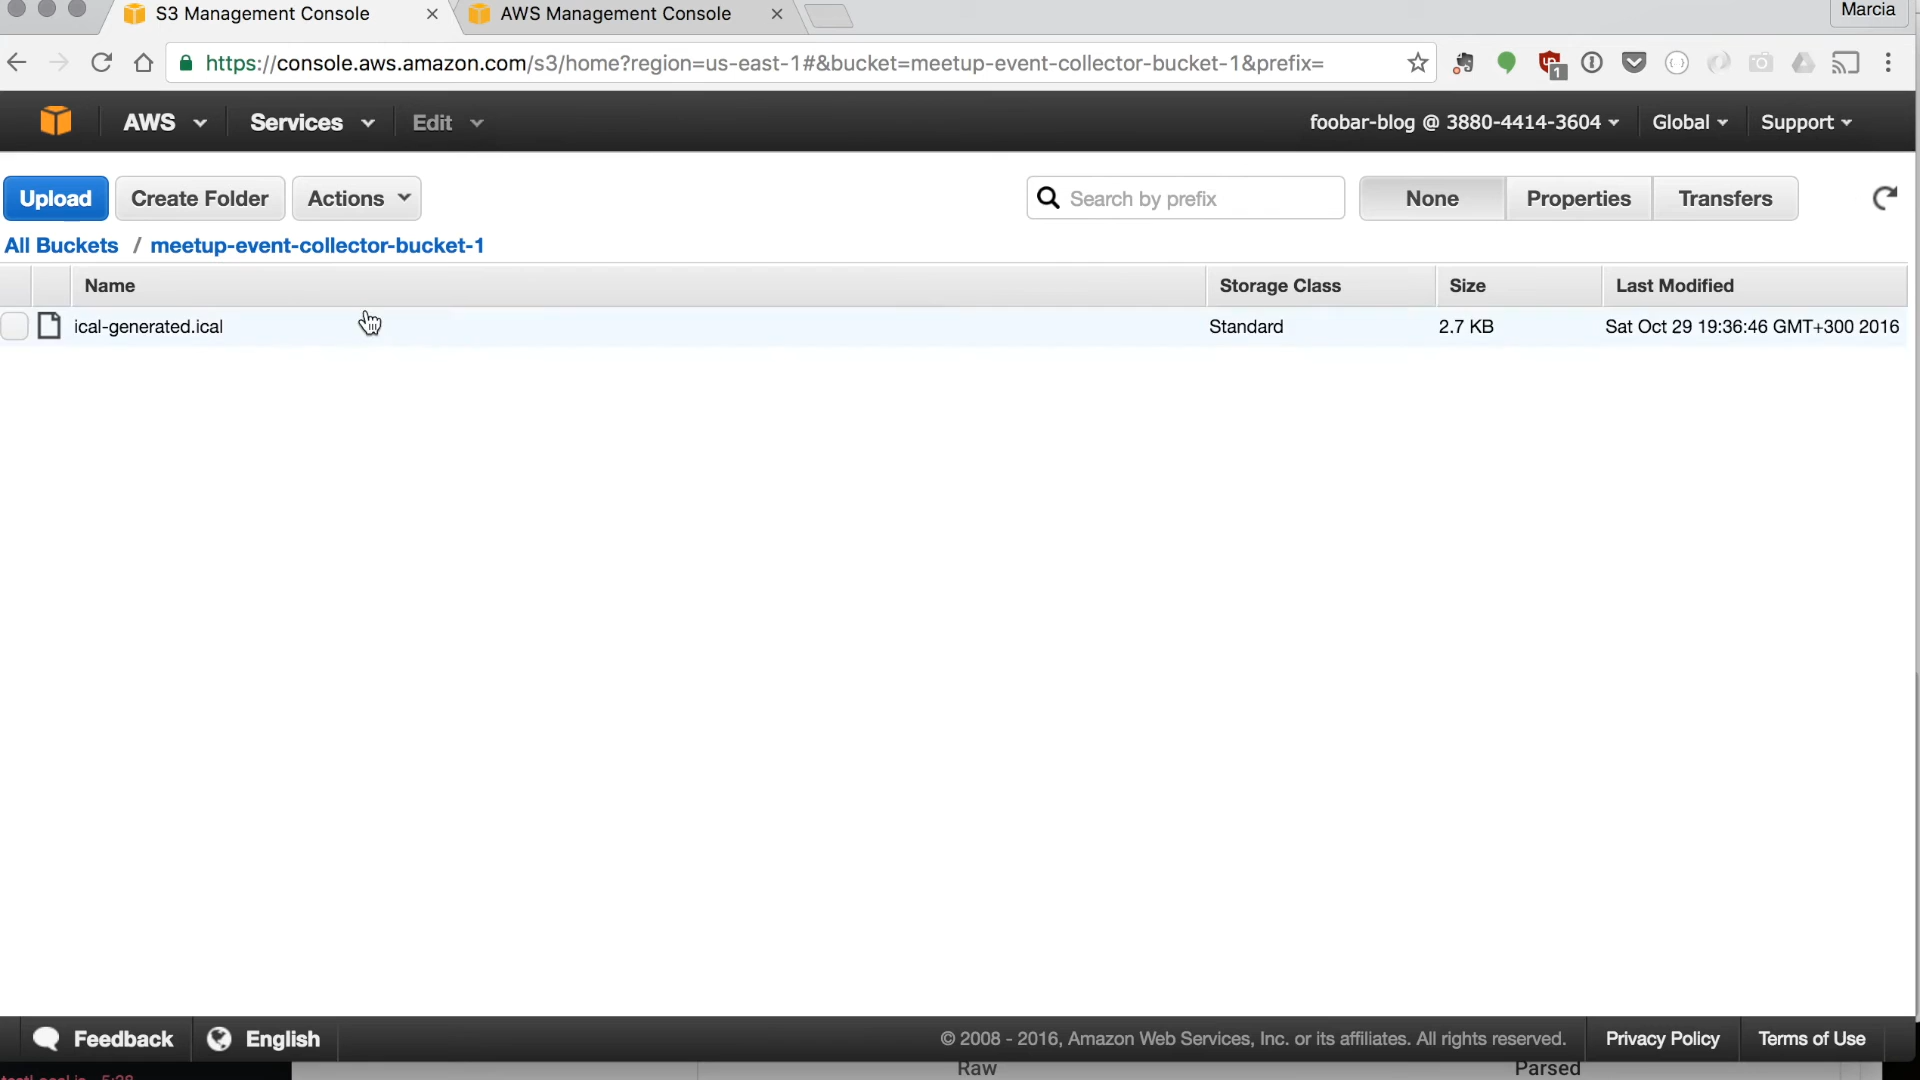 S3 Management Console
AWS Management Console
Marcia
https://console.aws.amazon.com/s3/home?region=us-east-1#&bucket=meetup-event-collector-bucket-1&prefix=
1
AWS Services Edit foobar-blog @ 3880-4414-3604 Global Support
Upload Create Folder Actions Search by prefix None Properties Transfers
All Buckets / meetup-event-collector-bucket-1
Name Storage Class Size Last Modified
ical-generated.ical Standard 2.7 KB Sat Oct 29 19:36:46 GMT+300 2016
Feedback English © 2008 - 2016, Amazon Web Services, Inc. or its affiliates. All rights reserved. Privacy Policy Terms of Use
Raw Parsed